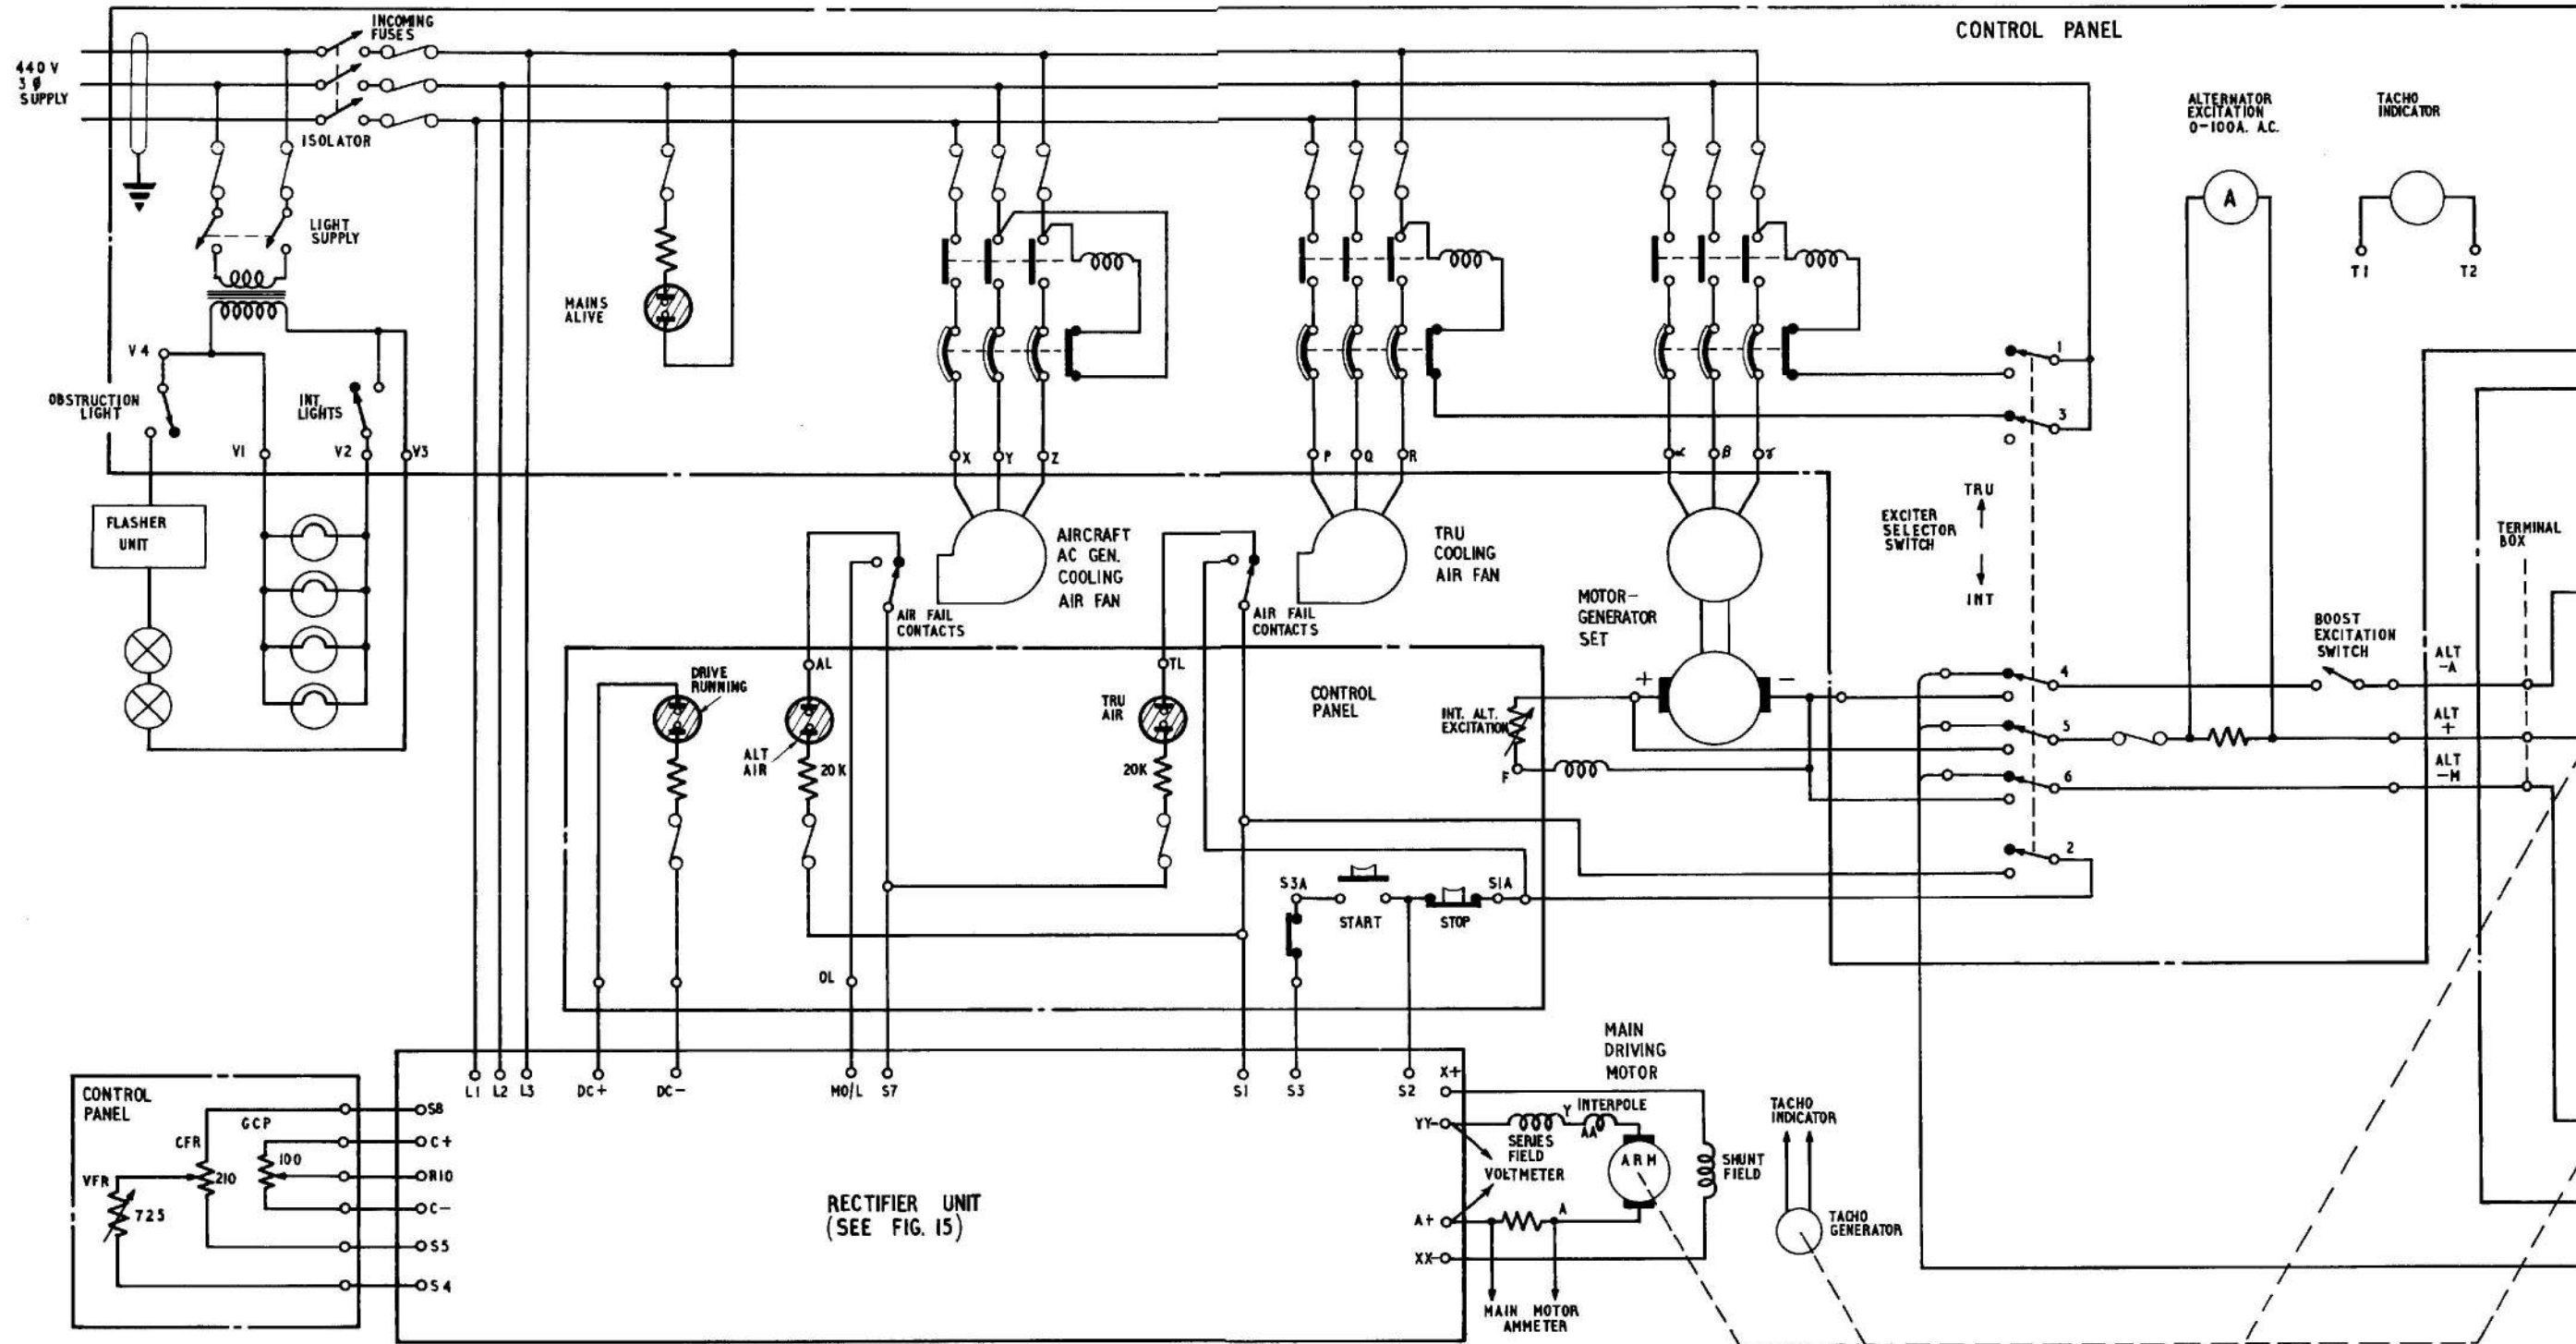 CONTROL PANEL
INCOMING
FUSES
440 V
3 Ø
SUPPLY
ISOLATOR
ALTERNATOR
EXCITATION
0-100A. A.C.
TACHO
INDICATOR
A
T1
T2
LIGHT
SUPPLY
MAINS
ALIVE
V4
OBSTRUCTION
LIGHT
INT.
LIGHTS
V1
V2
V3
X
Y
Z
P
Q
R
∝
β
γ
1
3
TRU
EXCITER
SELECTOR
SWITCH
INT
FLASHER
UNIT
AIRCRAFT
AC GEN.
COOLING
AIR FAN
TRU
COOLING
AIR FAN
TERMINAL
BOX
AIR FAIL
CONTACTS
AIR FAIL
CONTACTS
MOTOR-
GENERATOR
SET
BOOST
EXCITATION
SWITCH
ALT
-A
ALT
+
ALT
-M
4
5
6
2
AL
TL
DRIVE
RUNNING
TRU
AIR
CONTROL
PANEL
+
-
INT. ALT.
EXCITATION
F
ALT
AIR
20K
20K
S3A
START
STOP
S1A
OL
L1
L2
L3
DC+
DC-
MO/L
S7
S1
S3
S2
X+
MAIN
DRIVING
MOTOR
CONTROL
PANEL
CFR
GCP
100
210
VFR
725
S8
C+
R10
C-
S5
S4
RECTIFIER UNIT
(SEE FIG. 15)
YY-
Y
INTERPOLE
AA
SERIES
FIELD
VOLTMETER
ARM
SHUNT
FIELD
A+
A
XX-
MAIN MOTOR
AMMETER
TACHO
INDICATOR
TACHO
GENERATOR